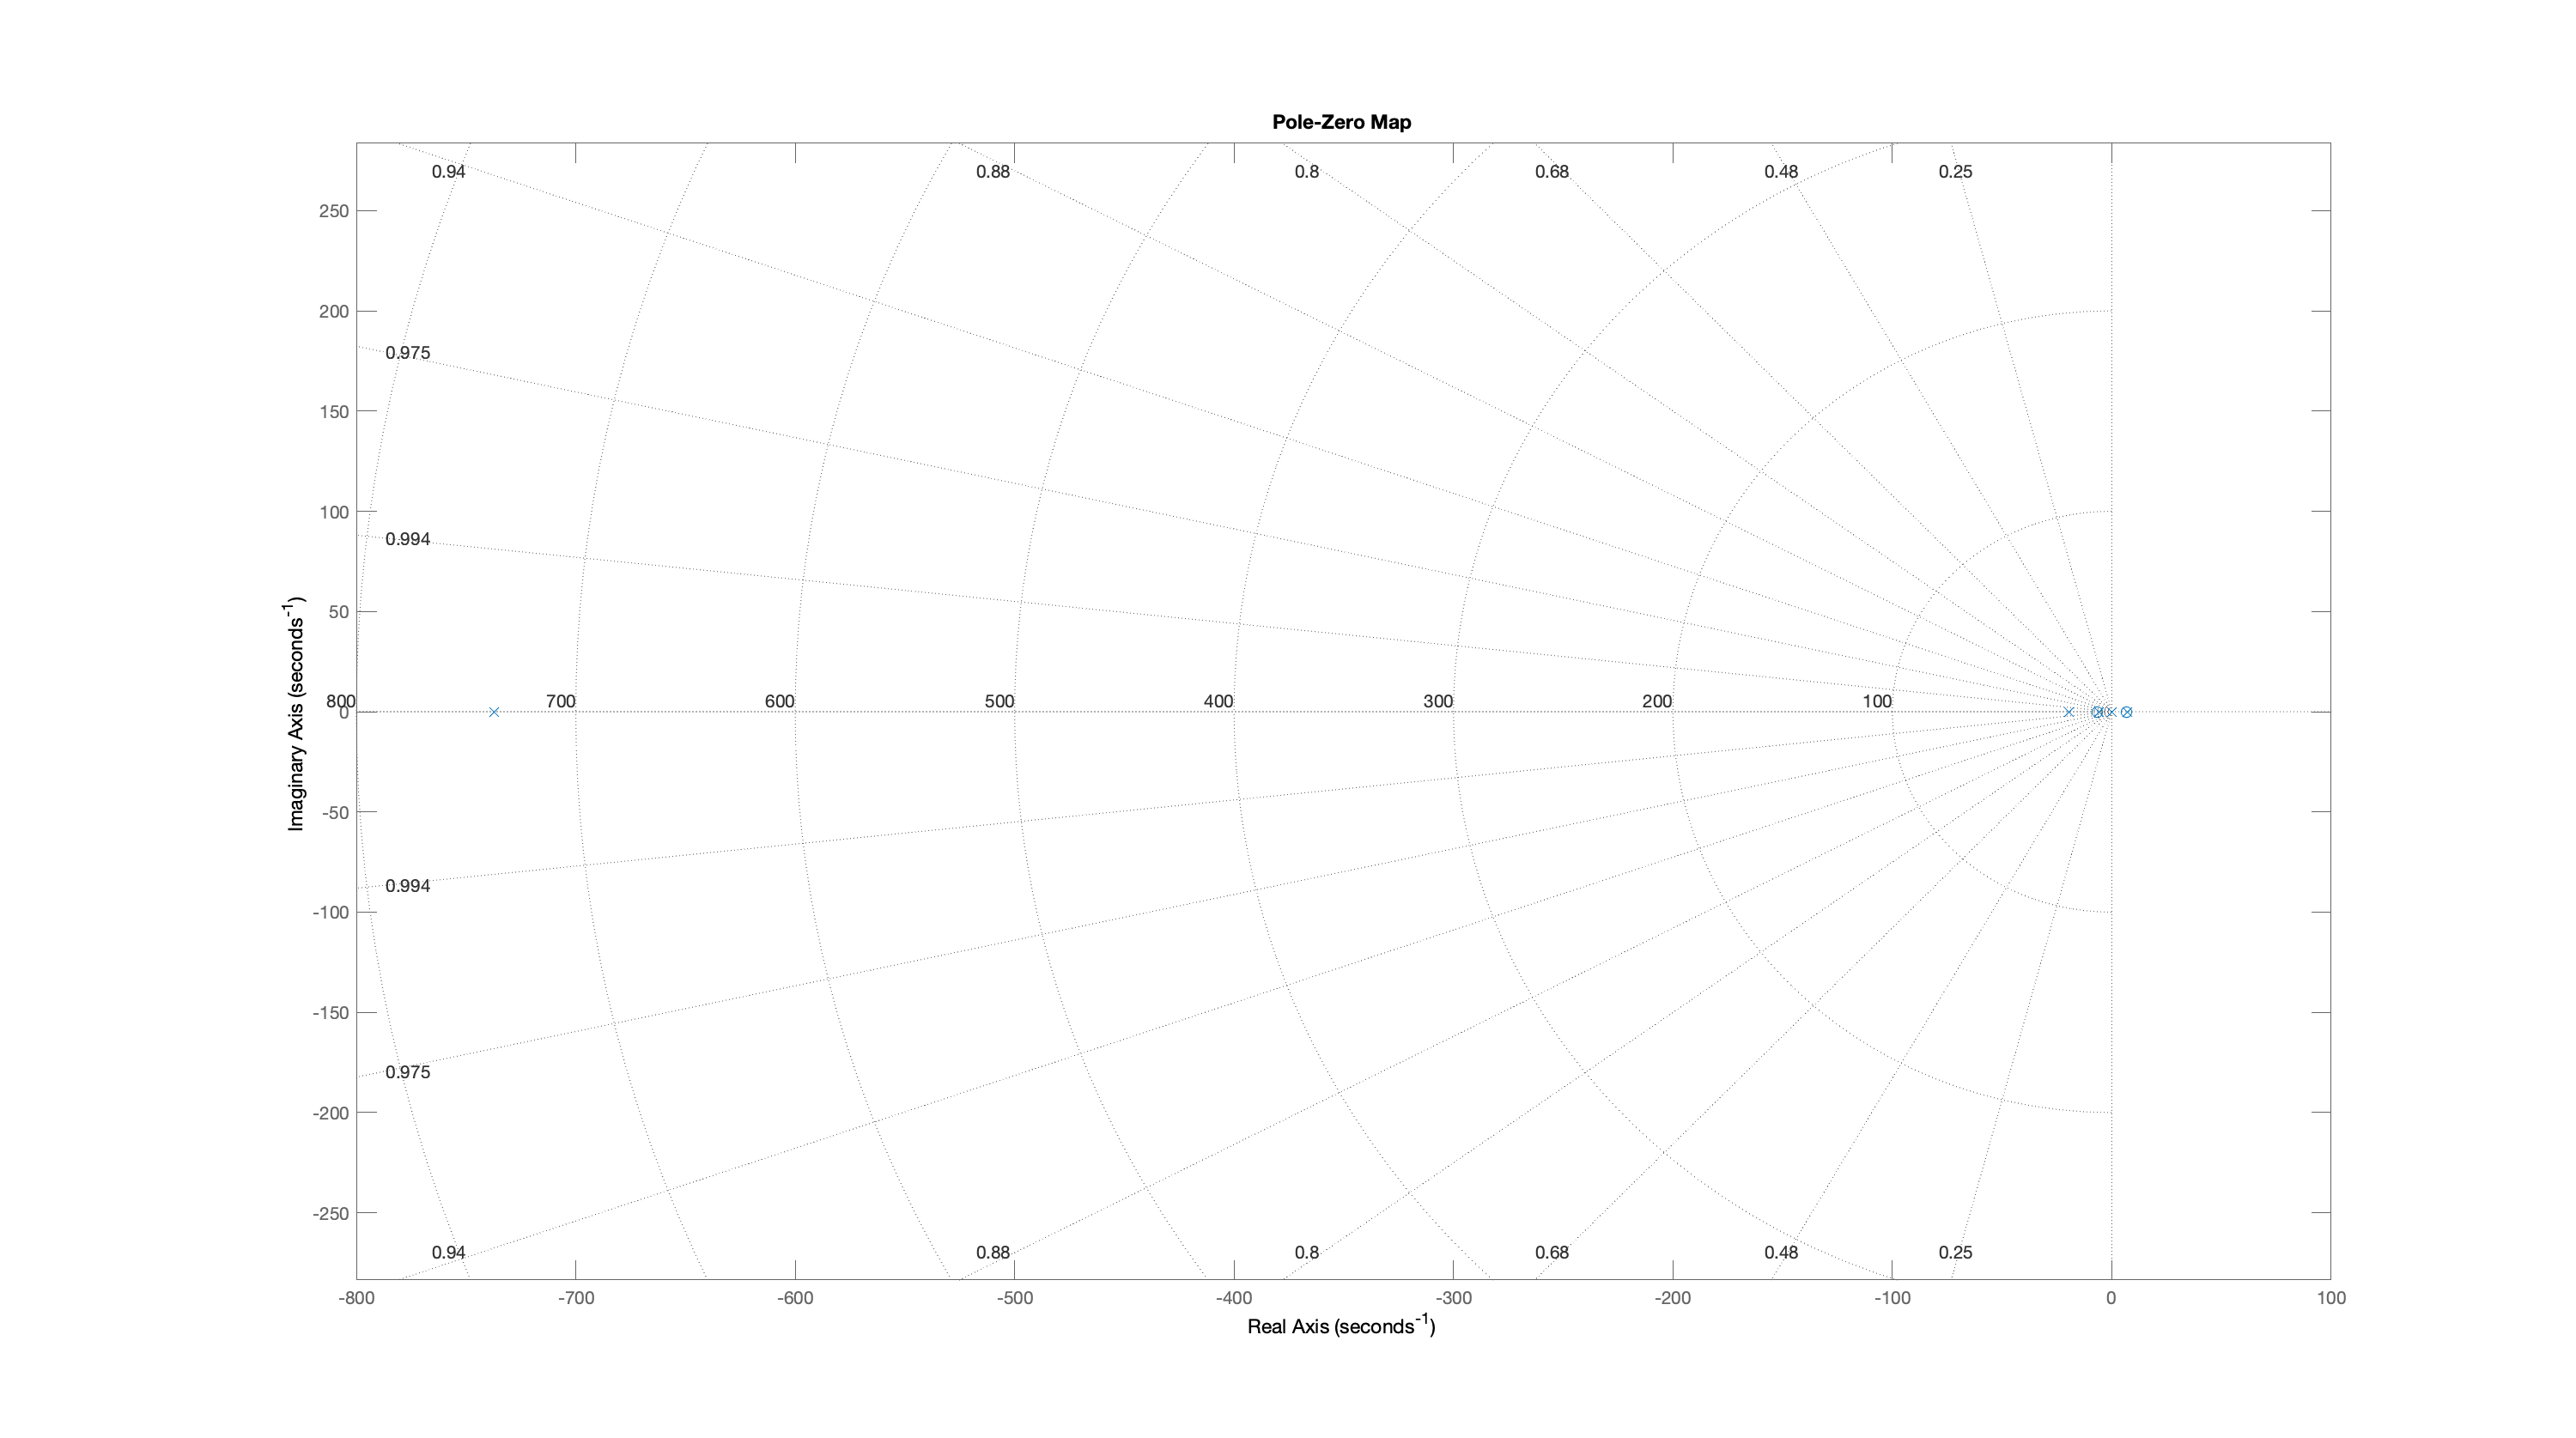 Pole-Zero Map
0.94 0.88 0.8 0.68 0.48 0.25
250
200
0.975
150
100
0.994
50
800 700 600 500 400 300 200 100
0
-50
0.994
-100
-150
0.975
-200
-250
0.94 0.88 0.8 0.68 0.48 0.25
-800 -700 -600 -500 -400 -300 -200 -100 0 100
Real Axis (seconds⁻¹)
Imaginary Axis (seconds⁻¹)